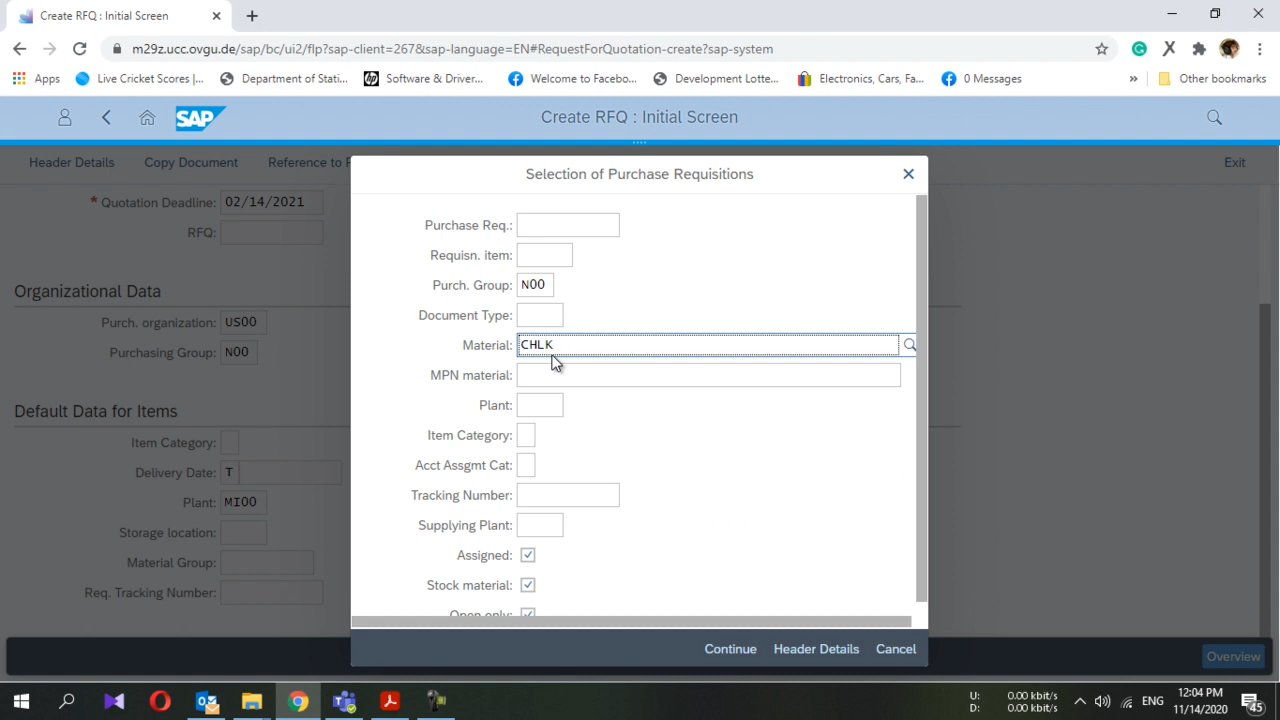 Create RFQ : Initial Screen
m29z.ucc.ovgu.de/sap/bc/ui2/flp?sap-client=267&sap-language=EN#RequestForQuotation-create?sap-system
Apps Live Cricket Scores |... Department of Stati... Software & Driver... Welcome to Facebo... Development Lotte... Electronics, Cars, Fa... 0 Messages » Other bookmarks
SAP Create RFQ : Initial Screen
Header Details Copy Document Reference to P Exit
Selection of Purchase Requisitions
* Quotation Deadline: 02/14/2021
RFQ:
Organizational Data
Purch. organization: US00
Purchasing Group: N00
Default Data for Items
Item Category:
Delivery Date: T
Plant: MI00
Storage location:
Material Group:
Req. Tracking Number:
Purchase Req.:
Requisn. item:
Purch. Group: N00
Document Type:
Material: CHLK
MPN material:
Plant:
Item Category:
Acct Assgmt Cat:
Tracking Number:
Supplying Plant:
Assigned:
Stock material:
Open only:
Continue Header Details Cancel
Overview
U: 0.00 kbit/s
D: 0.00 kbit/s
ENG
12:04 PM
11/14/2020
45